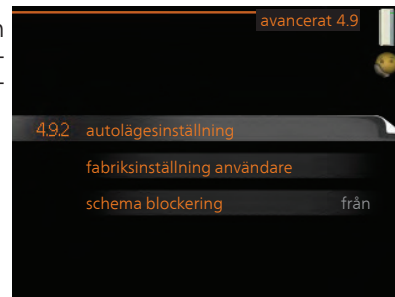 avancerat 4.9
4.9.2 autolägesinställning
fabriksinställning användare
schema blockering från